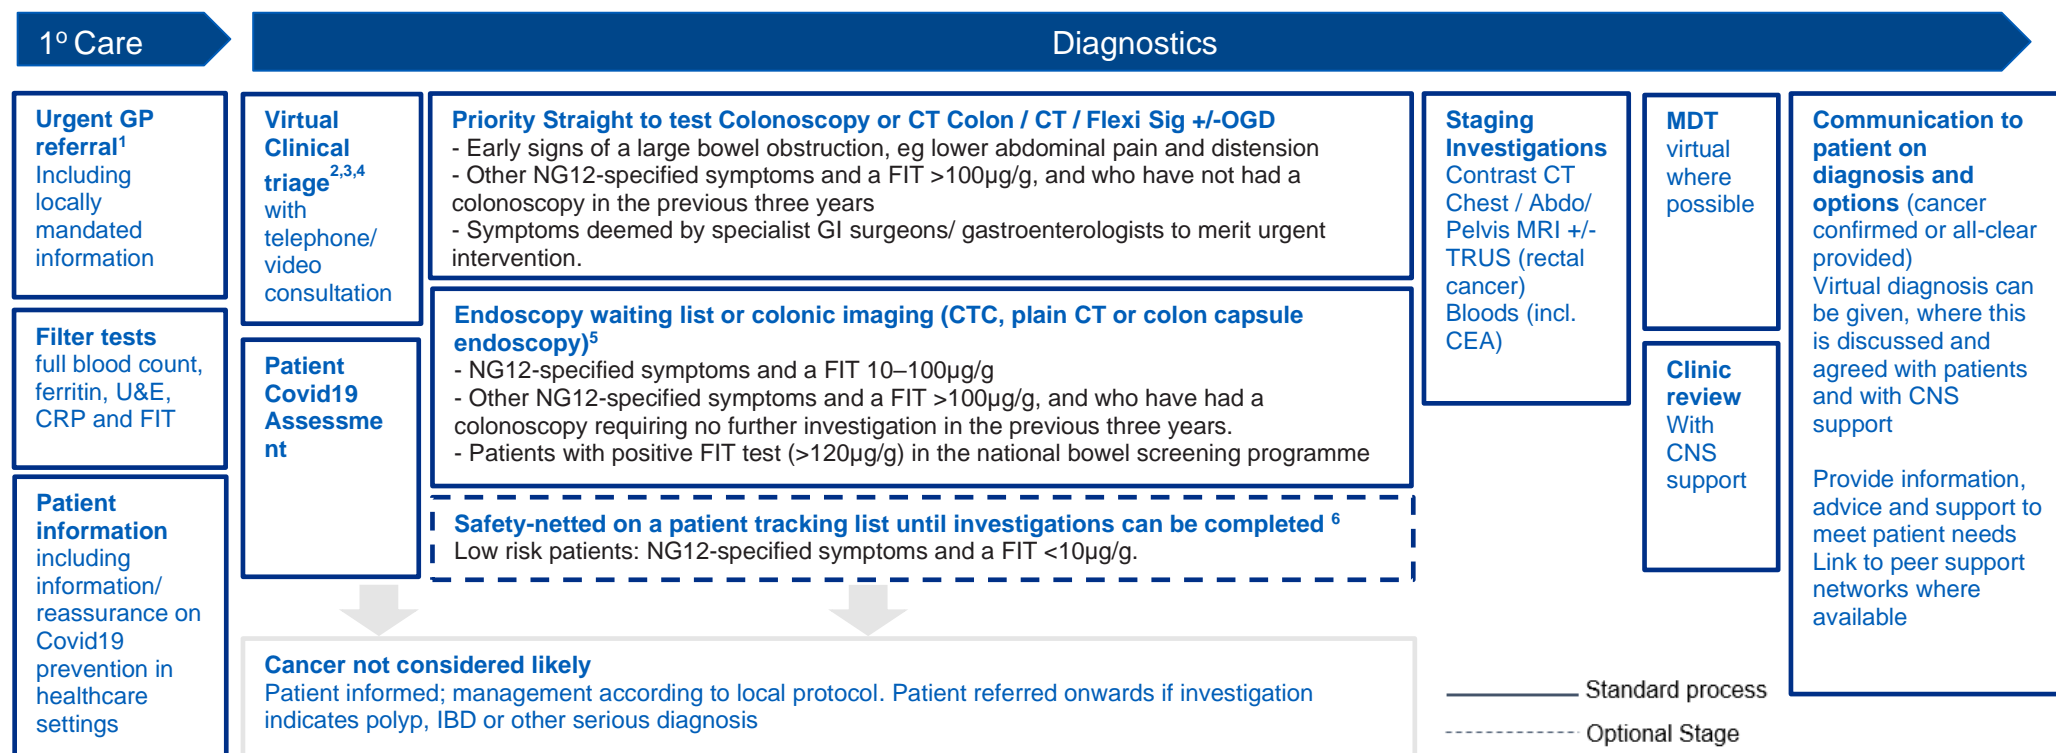 1º Care
Diagnostics
Urgent GP
referral1
Including
locally
mandated
information
Filter tests
full blood count,
ferritin, U&E,
CRP and FIT
Patient
information
including
information/
reassurance on
Covid19
prevention in
healthcare
settings
Virtual
Clinical
triage2,3,4
with
telephone/
video
consultation
Patient
Covid19
Assessme
nt
Priority Straight to test Colonoscopy or CT Colon / CT / Flexi Sig +/-OGD
- Early signs of a large bowel obstruction, eg lower abdominal pain and distension
- Other NG12-specified symptoms and a FIT >100µg/g, and who have not had a
colonoscopy in the previous three years
- Symptoms deemed by specialist GI surgeons/ gastroenterologists to merit urgent
intervention.
Endoscopy waiting list or colonic imaging (CTC, plain CT or colon capsule
endoscopy)5
- NG12-specified symptoms and a FIT 10–100µg/g
- Other NG12-specified symptoms and a FIT >100µg/g, and who have had a
colonoscopy requiring no further investigation in the previous three years.
- Patients with positive FIT test (>120µg/g) in the national bowel screening programme
Safety-netted on a patient tracking list until investigations can be completed 6
Low risk patients: NG12-specified symptoms and a FIT <10µg/g.
Cancer not considered likely
Patient informed; management according to local protocol. Patient referred onwards if investigation
indicates polyp, IBD or other serious diagnosis
Staging
Investigations
Contrast CT
Chest / Abdo/
Pelvis MRI +/-
TRUS (rectal
cancer)
Bloods (incl.
CEA)
MDT
virtual
where
possible
Clinic
review
With
CNS
support
Communication to
patient on
diagnosis and
options (cancer
confirmed or all-clear
provided)
Virtual diagnosis can
be given, where this
is discussed and
agreed with patients
and with CNS
support
Provide information,
advice and support to
meet patient needs
Link to peer support
networks where
available
Standard process
Optional Stage